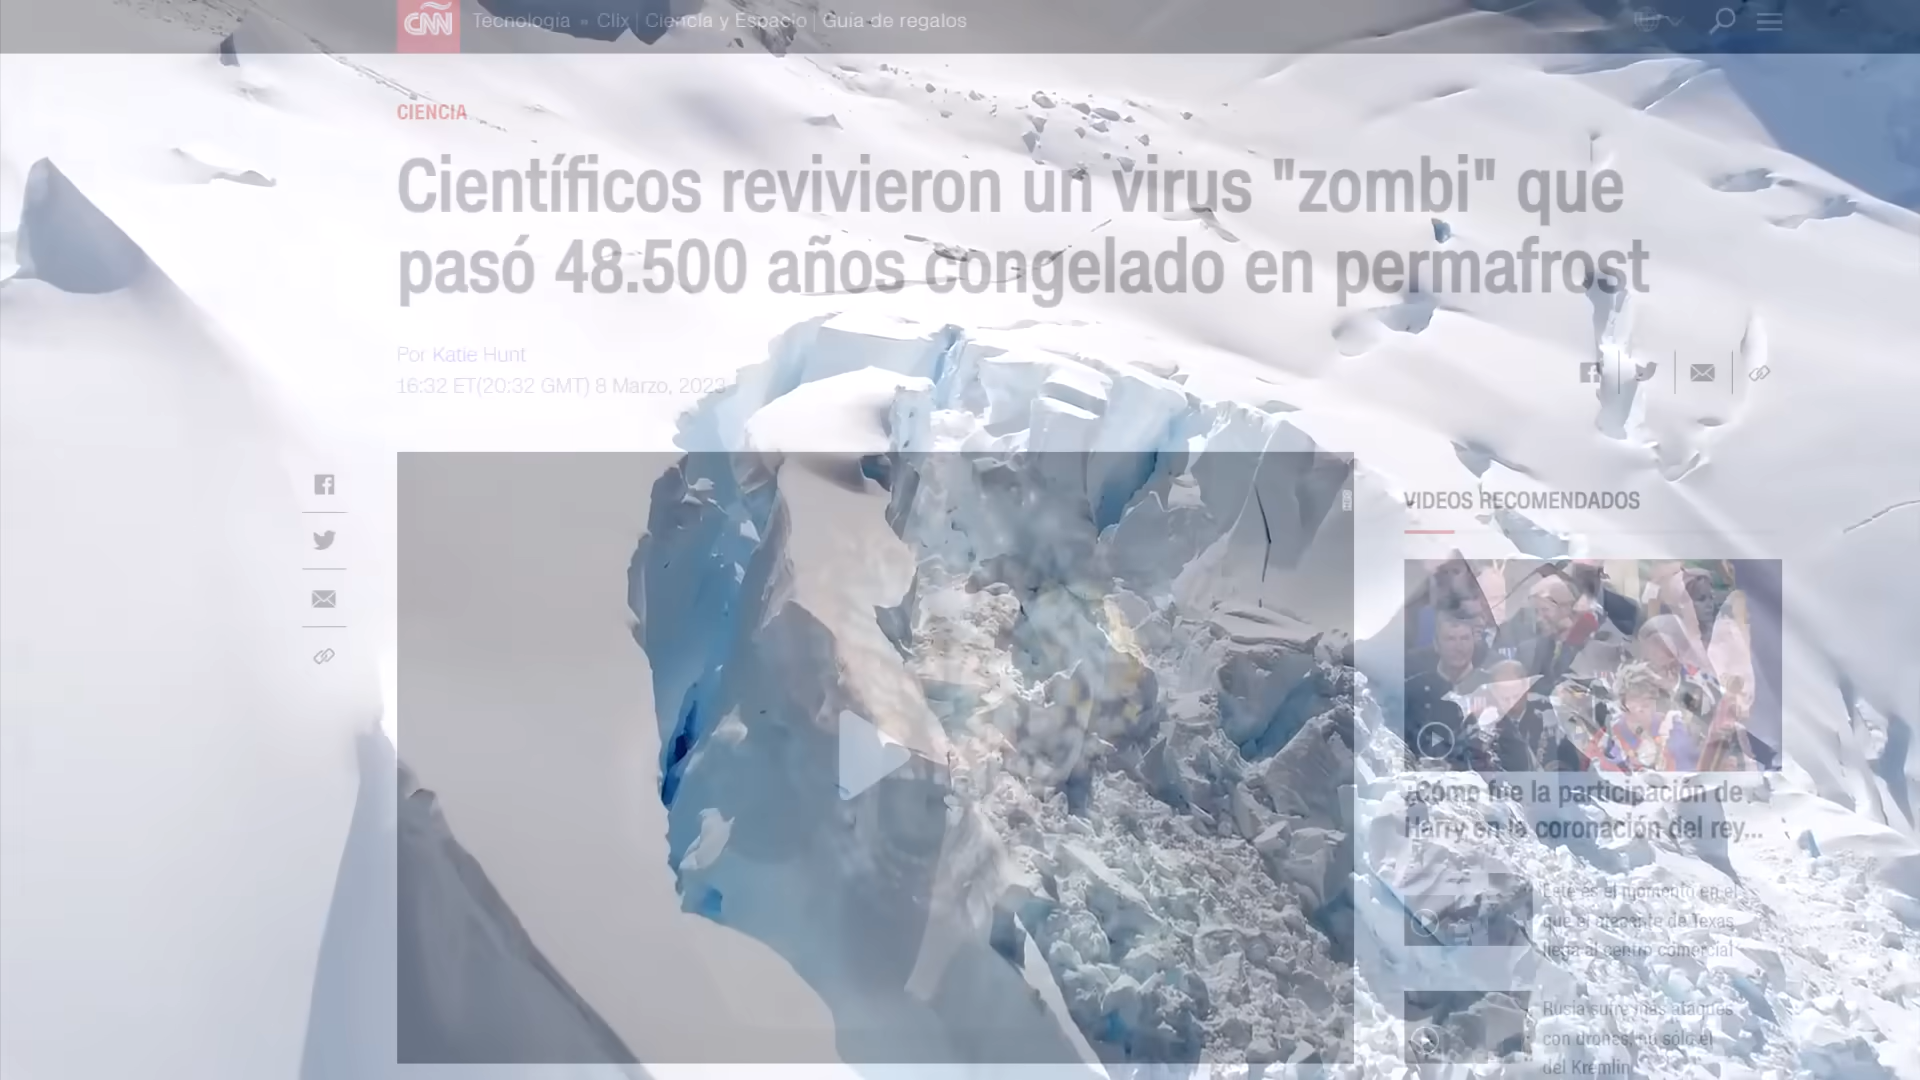 CNN Tecnología Clix | Ciencia y Espacio | Guía de regalos
CIENCIA
Científicos revivieron un virus "zombi" que
pasó 48.500 años congelado en permafrost
Por Katie Hunt
16:32 ET(20:32 GMT) 8 Marzo, 2023
VIDEOS RECOMENDADOS
¿Cómo fue la participación de
Harry en la coronación del rey...
Este es el momento en el
que el atacante de Texas
llega al centro comercial
Rusia sufre más ataques
con drones, no sólo el
del Kremlin